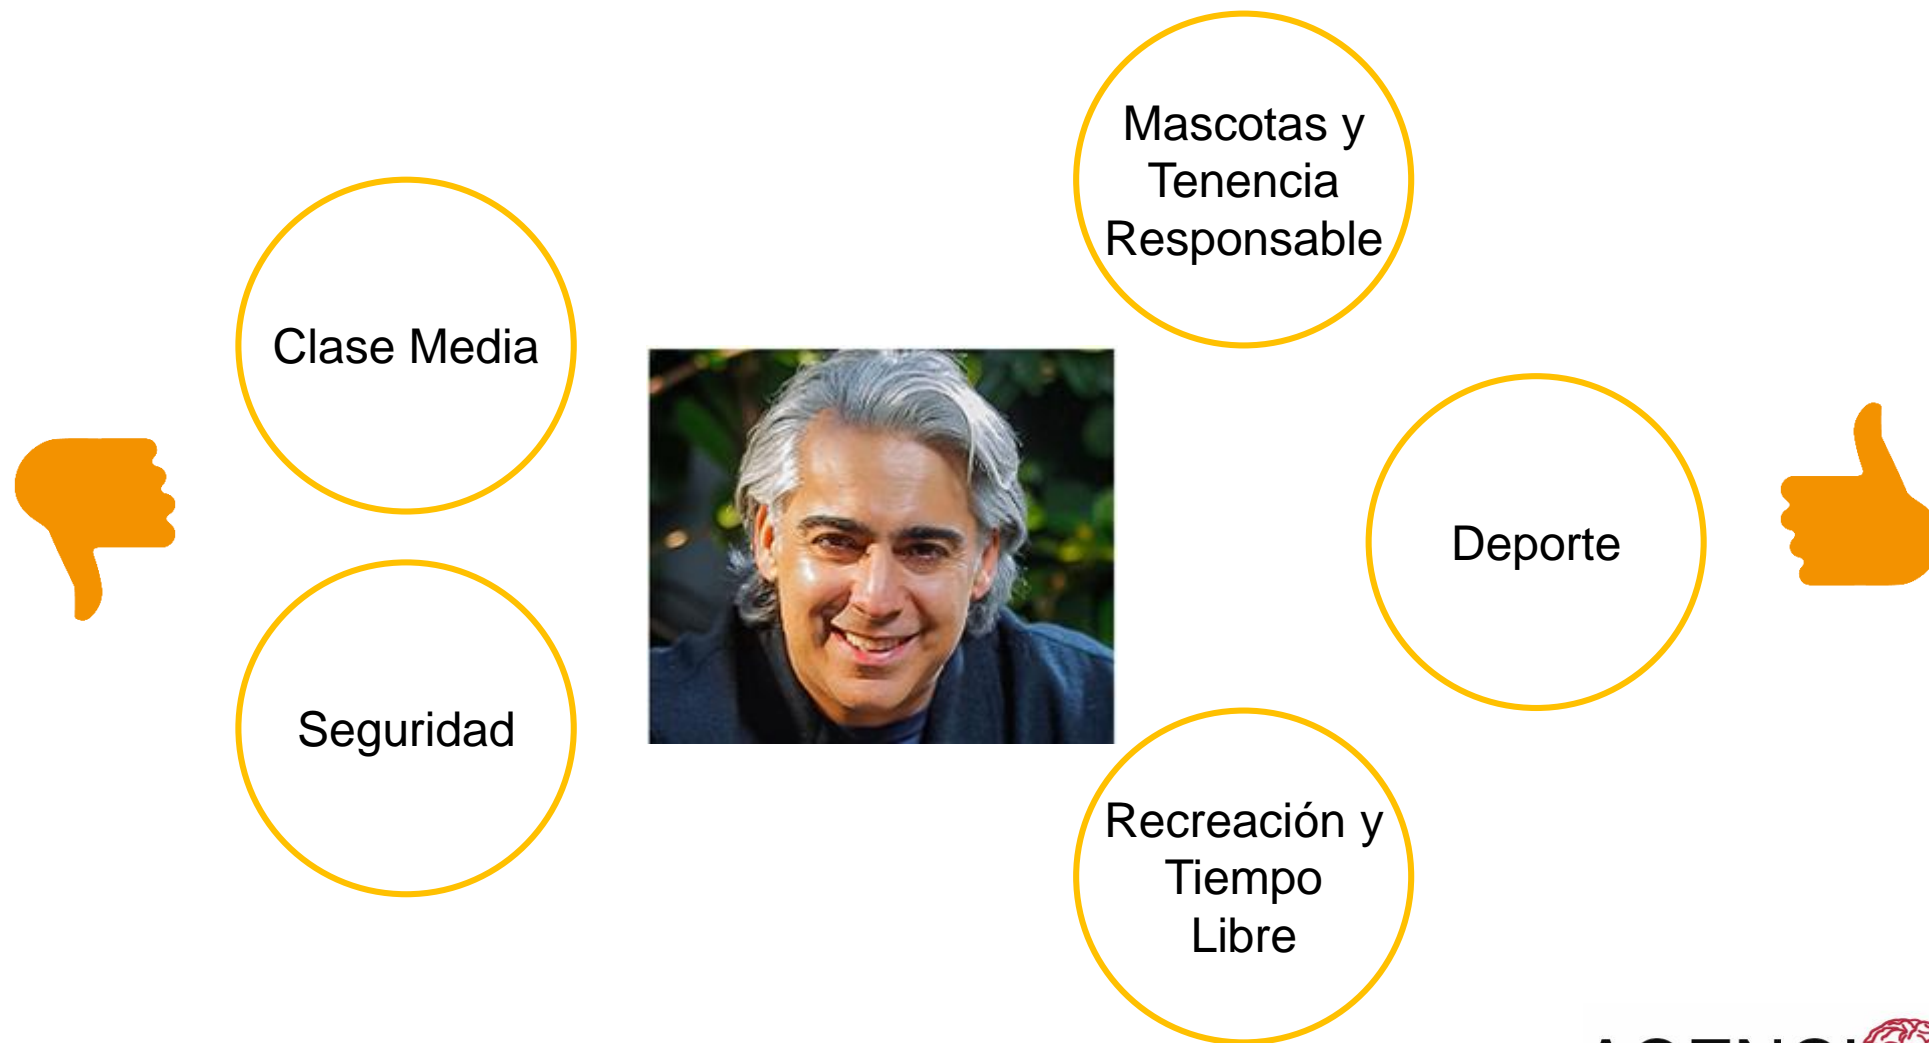 Mascotas y
Tenencia
Responsable
Clase Media
Deporte
Seguridad
Recreación y
Tiempo
Libre